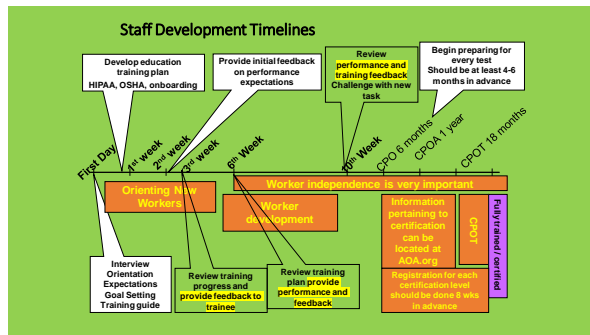 Staff Development Timelines
Develop education
training plan
HIPAA, OSHA, onboarding
Provide initial feedback
on performance
expectations
Review
performance and
training feedback
Challenge with new
task
Begin preparing for
every test
Should be at least 4-6
months in advance
First Day
1st week
2nd week
3rd week
6th Week
10th Week
CPO 6 months
CPOA 1 year
CPOT 18 months
Orienting New
Workers
Worker independence is very important
Worker
development
Information
pertaining to
certification can
be located at
AOA.org
CPOT
Fully trained / certified
Registration for each
certification level
should be done 8 wks
in advance
Interview
Orientation
Expectations
Goal Setting
Training guide
Review training
progress and
provide feedback to
trainee
Review training
plan provide
performance and
feedback